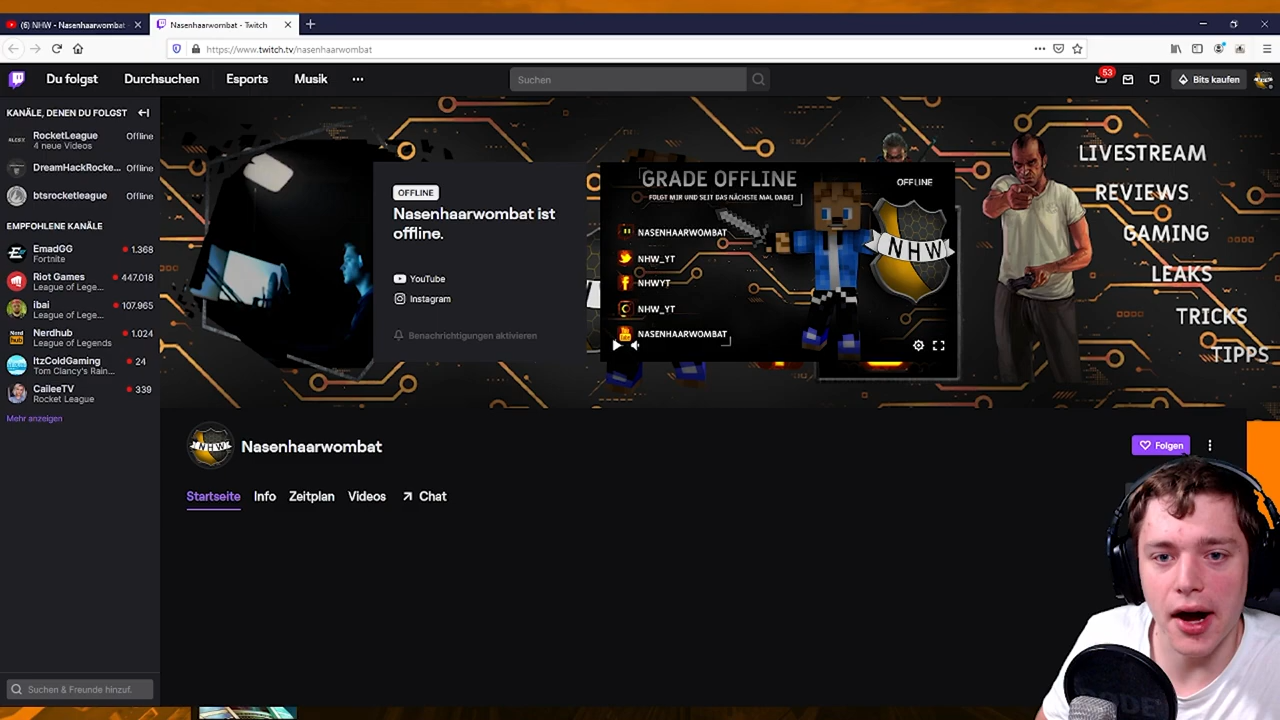 (6) NHW - Nasenhaarwombat
Nasenhaarwombat - Twitch
https://www.twitch.tv/nasenhaarwombat
Du folgst
Durchsuchen
Esports
Musik
Suchen
53
Bits kaufen
KANÄLE, DENEN DU FOLGST
RocketLeague
4 neue Videos
Offline
DreamHackRocke...
Offline
btsrocketleague
Offline
EMPFOHLENE KANÄLE
EmadGG
Fortnite
1.368
Riot Games
League of Lege...
447.018
ibai
League of Lege...
107.965
Nerdhub
League of Legends
1.024
ItzColdGaming
Tom Clancy's Rain...
24
CaileeTV
Rocket League
339
Mehr anzeigen
Suchen & Freunde hinzuf.
OFFLINE
Nasenhaarwombat ist
offline.
YouTube
Instagram
Benachrichtigungen aktivieren
GRADE OFFLINE
FOLGT MIR UND SEIT DAS NÄCHSTE MAL DABEI
OFFLINE
NASENHAARWOMBAT
NHW_YT
NHWYT
NHW_YT
NASENHAARWOMBAT
NHW
LIVESTREAM
REVIEWS
GAMING
LEAKS
TRICKS
TIPPS
NHW
Nasenhaarwombat
Folgen
Startseite
Info
Zeitplan
Videos
Chat